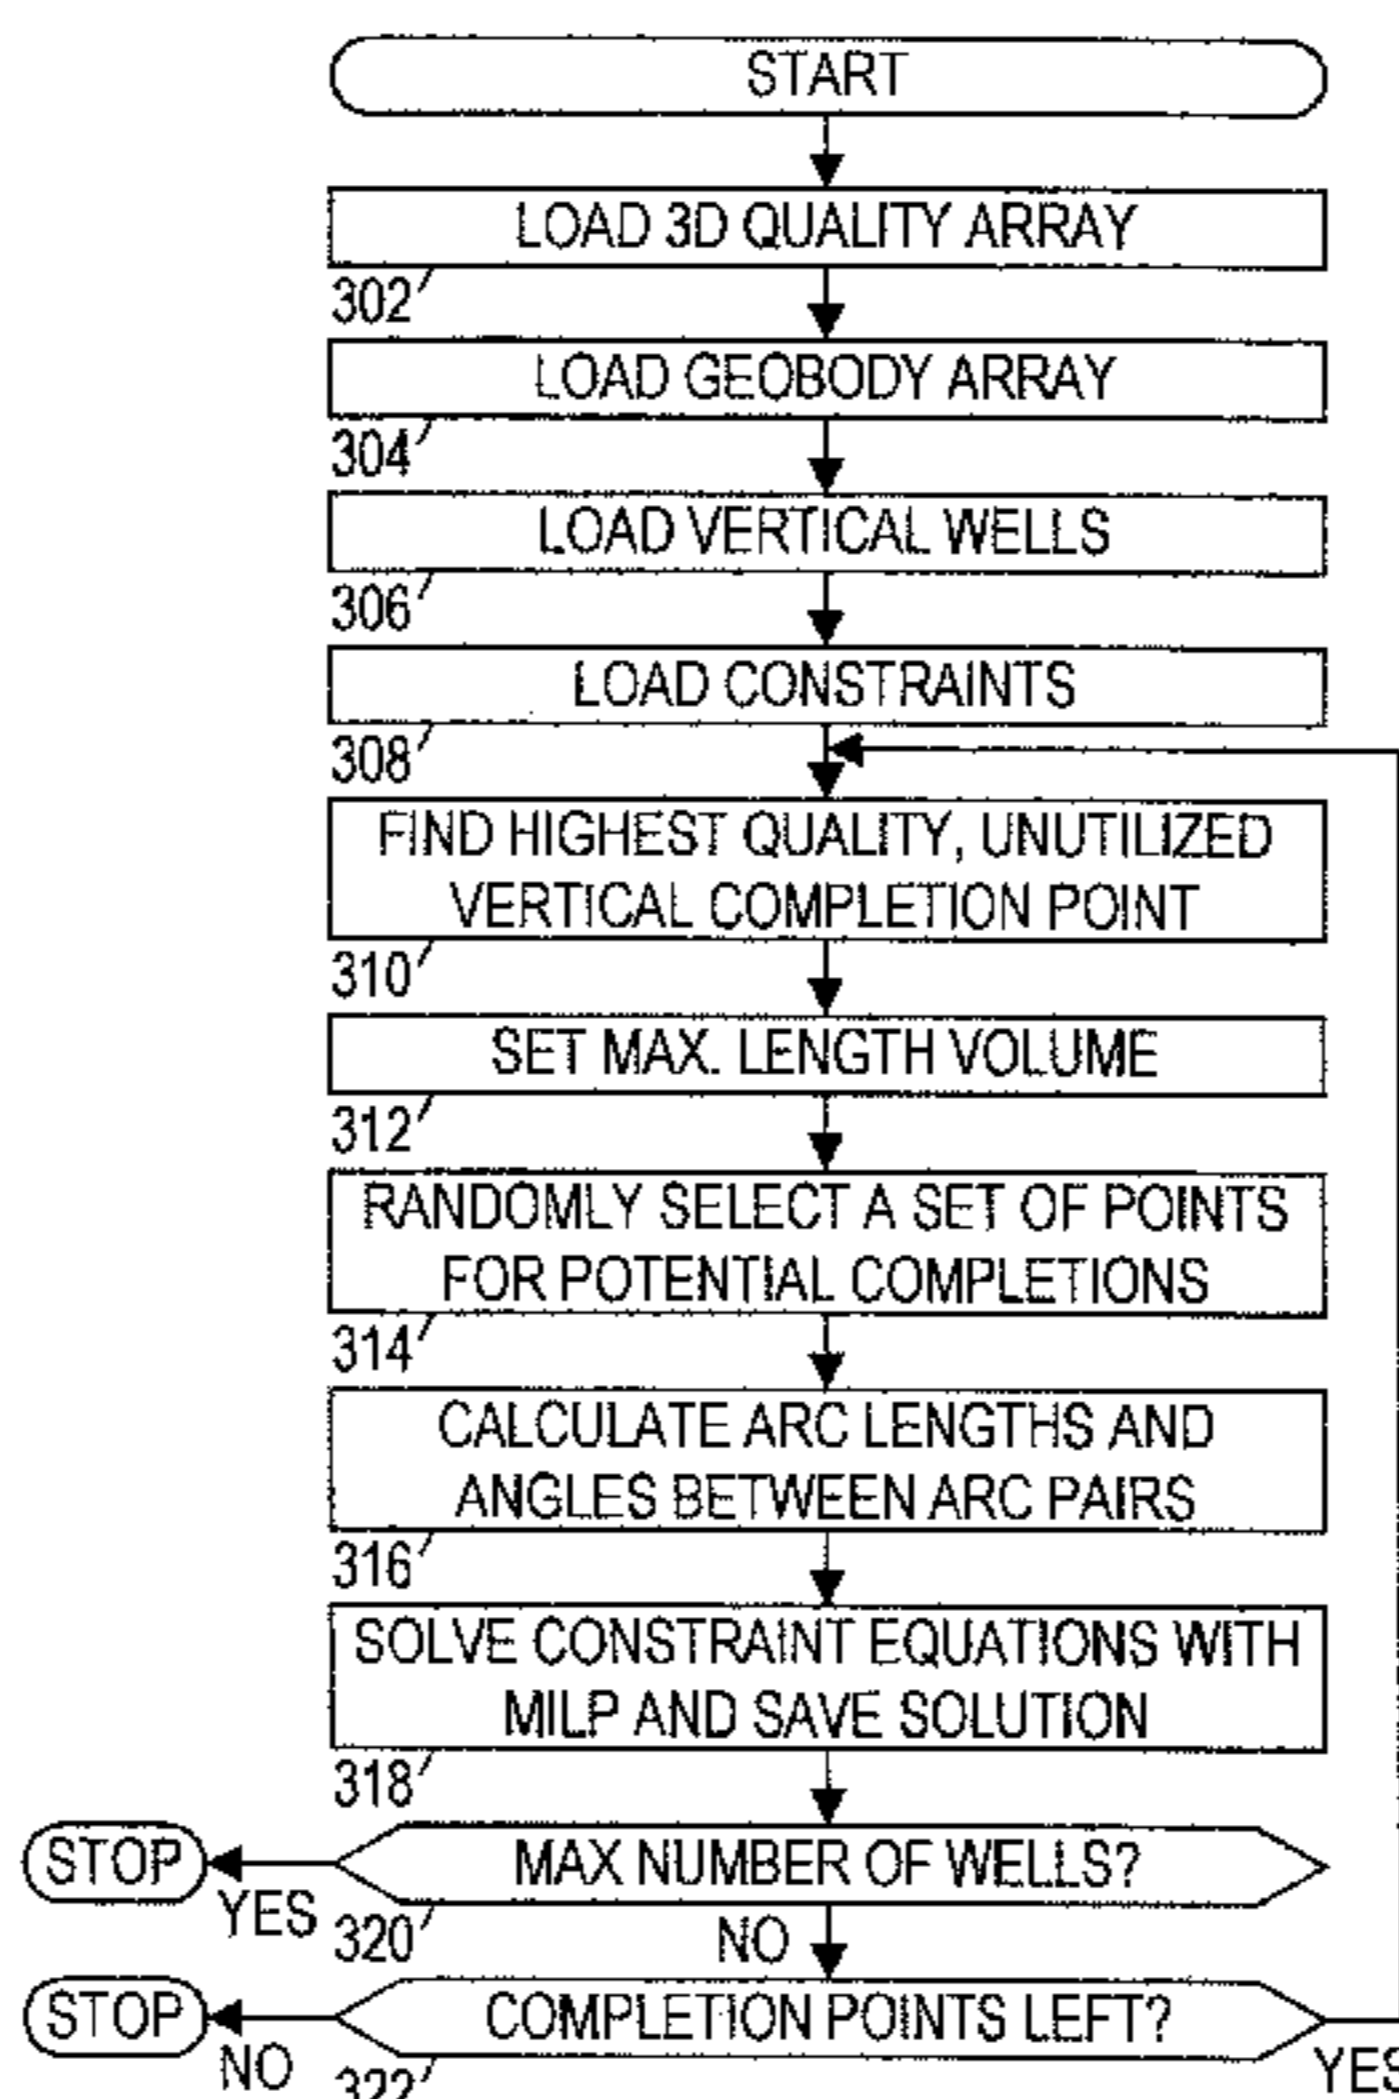 START
LOAD 3D QUALITY ARRAY
302
LOAD GEOBODY ARRAY
304
LOAD VERTICAL WELLS
306
LOAD CONSTRAINTS
308
FIND HIGHEST QUALITY, UNUTILIZED
VERTICAL COMPLETION POINT
310
SET MAX. LENGTH VOLUME
312
RANDOMLY SELECT A SET OF POINTS
FOR POTENTIAL COMPLETIONS
314
CALCULATE ARC LENGTHS AND
ANGLES BETWEEN ARC PAIRS
316
SOLVE CONSTRAINT EQUATIONS WITH
MILP AND SAVE SOLUTION
318
STOP
MAX NUMBER OF WELLS?
YES
320
NO
STOP
COMPLETION POINTS LEFT?
NO
322
YES